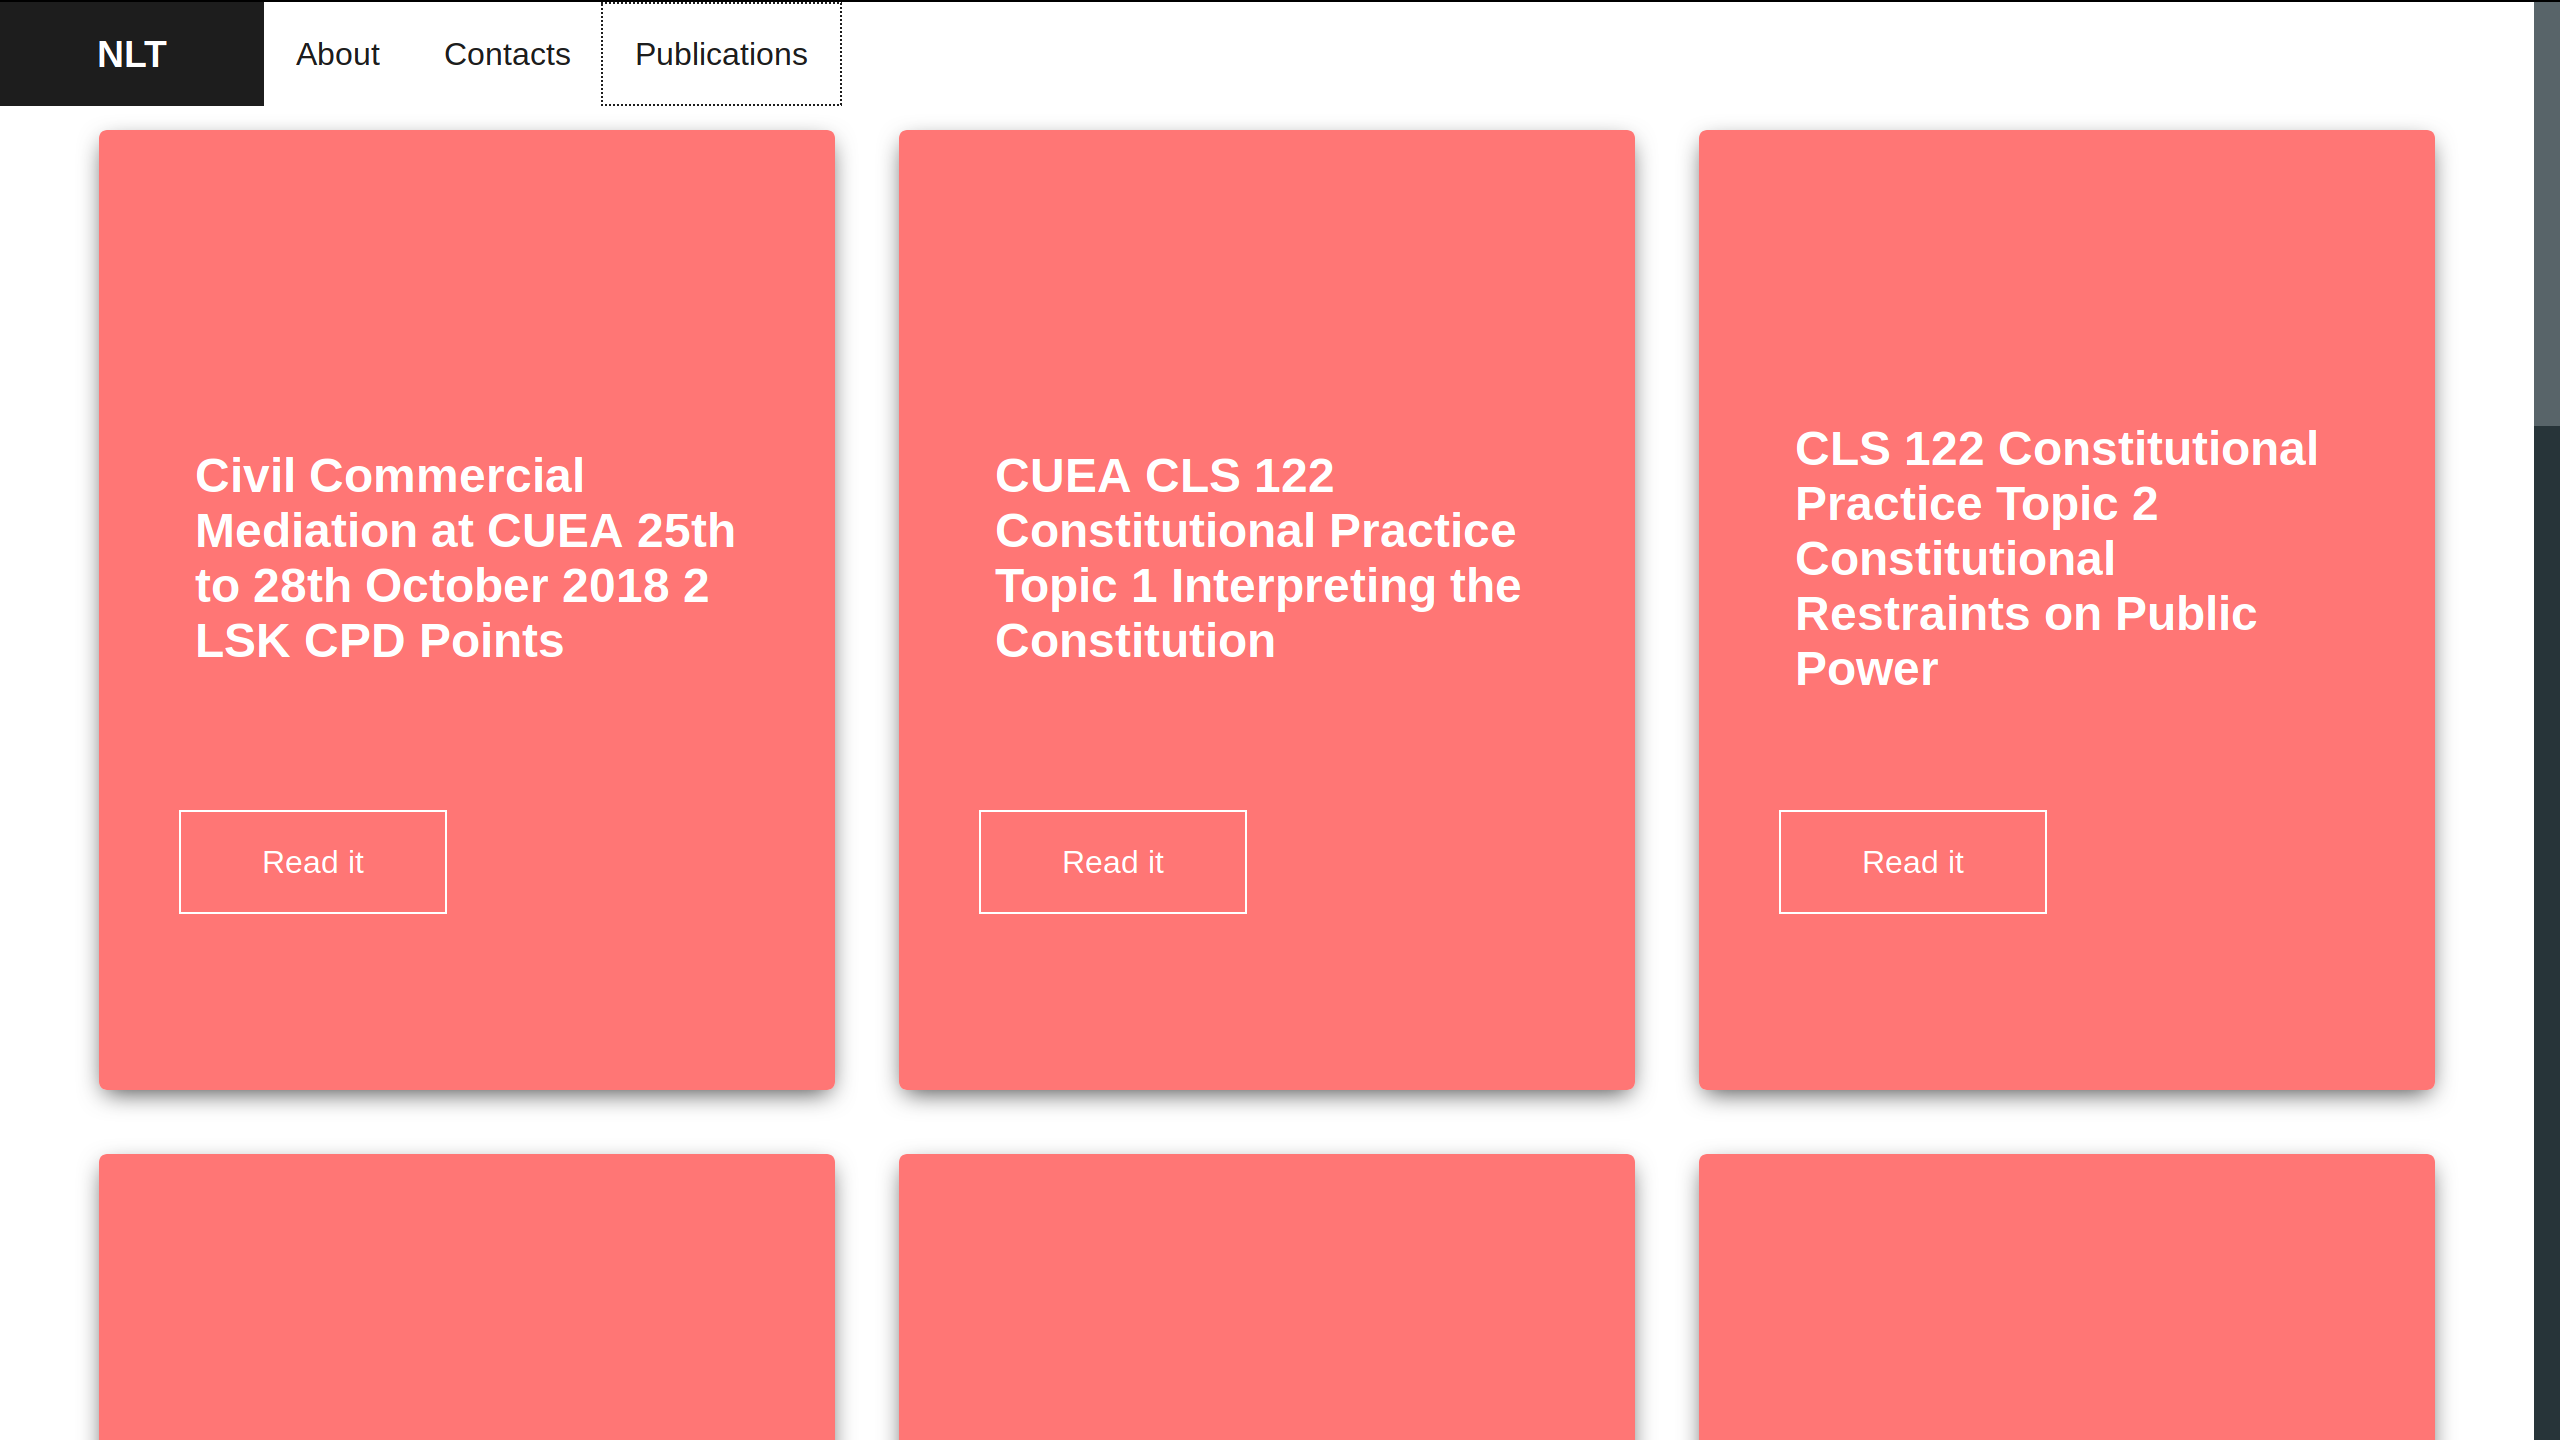 NLT
About
Contacts
Publications
Civil Commercial
Mediation at CUEA 25th
to 28th October 2018 2
LSK CPD Points
Read it
CUEA CLS 122
Constitutional Practice
Topic 1 Interpreting the
Constitution
Read it
CLS 122 Constitutional
Practice Topic 2
Constitutional
Restraints on Public
Power
Read it